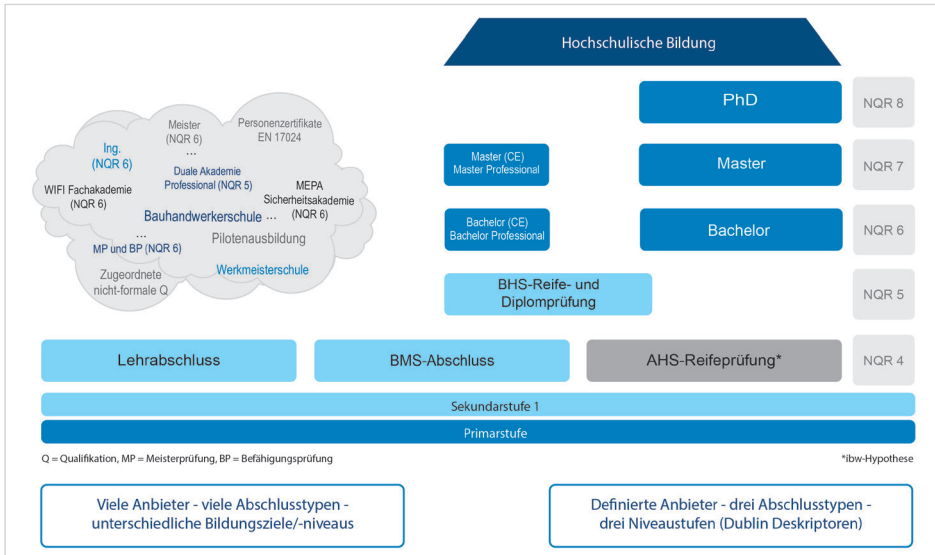 Hochschulische Bildung
PhD
NQR 8
Meister
(NQR 6)
...
Personenzertifikate
EN 17024
Ing.
(NQR 6)
Duale Akademie
Professional (NQR 5)
WIFI Fachakademie
(NQR 6)
MEPA
Sicherheitsakademie
(NQR 6)
Bauhandwerkerschule ...
...
MP und BP (NQR 6)
Pilotenausbildung
Zugeordnete
nicht-formale Q
Werkmeisterschule
Master (CE)
Master Professional
Master
NQR 7
Bachelor (CE)
Bachelor Professional
Bachelor
NQR 6
BHS-Reife- und
Diplomprüfung
NQR 5
Lehrabschluss
BMS-Abschluss
AHS-Reifeprüfung*
NQR 4
Sekundarstufe 1
Primarstufe
Q = Qualifikation, MP = Meisterprüfung, BP = Befähigungsprüfung
*ibw-Hypothese
Viele Anbieter - viele Abschlusstypen -
unterschiedliche Bildungsziele/-niveaus
Definierte Anbieter - drei Abschlusstypen -
drei Niveaustufen (Dublin Deskriptoren)